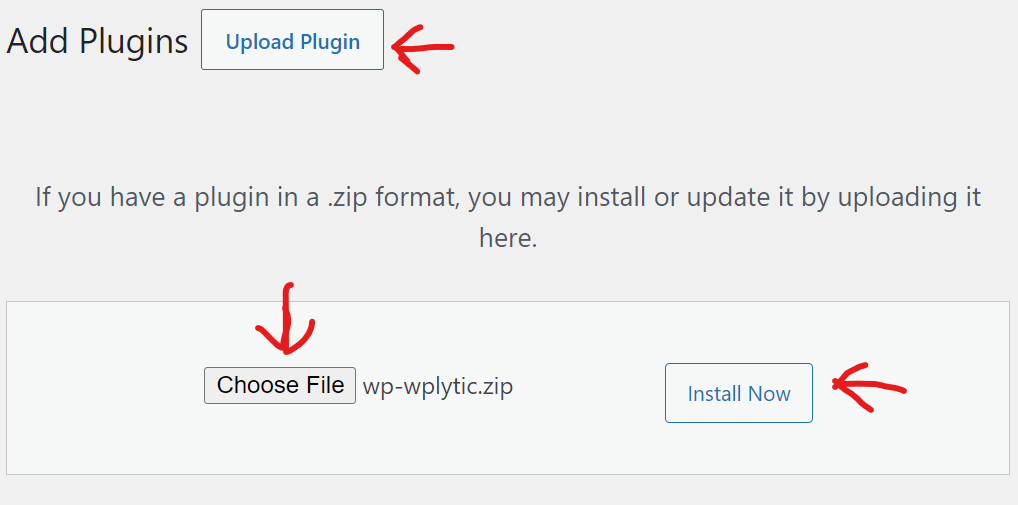 Add Plugins Upload Plugin
If you have a plugin in a .zip format, you may install or update it by uploading it
here.
Choose File wp-wplytic.zip Install Now